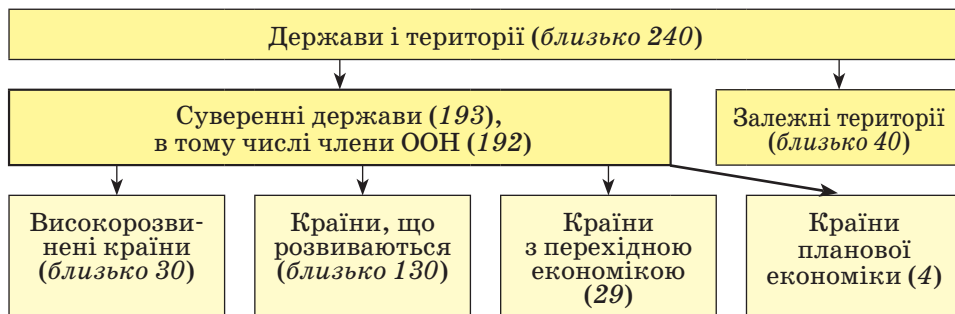 Держави і території (близько 240)
Суверенні держави (193),
в тому числі члени ООН (192)
Залежні території
(близько 40)
Високорозви-
нені країни
(близько 30)
Країни, що
розвиваються
(близько 130)
Країни
з перехідною
економікою
(29)
Країни
планової
економіки (4)